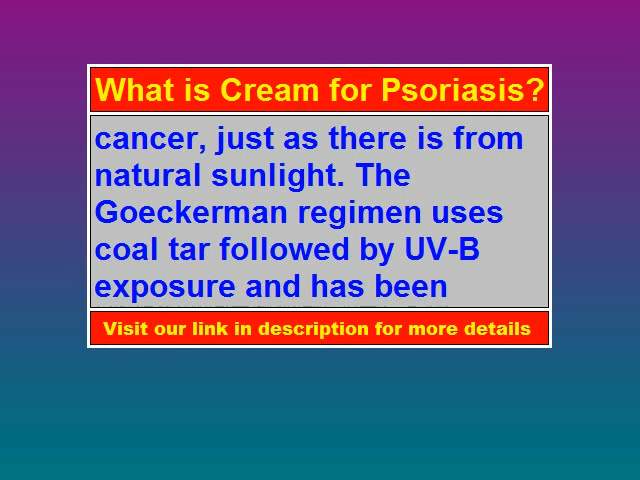 What is Cream for Psoriasis?
cancer, just as there is from
natural sunlight. The
Goeckerman regimen uses
coal tar followed by UV-B
exposure and has been
Visit our link in description for more details